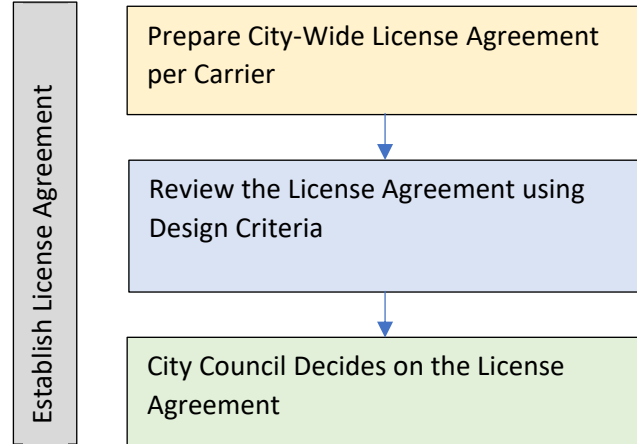 Establish License Agreement
Prepare City-Wide License Agreement
per Carrier
Review the License Agreement using
Design Criteria
City Council Decides on the License
Agreement